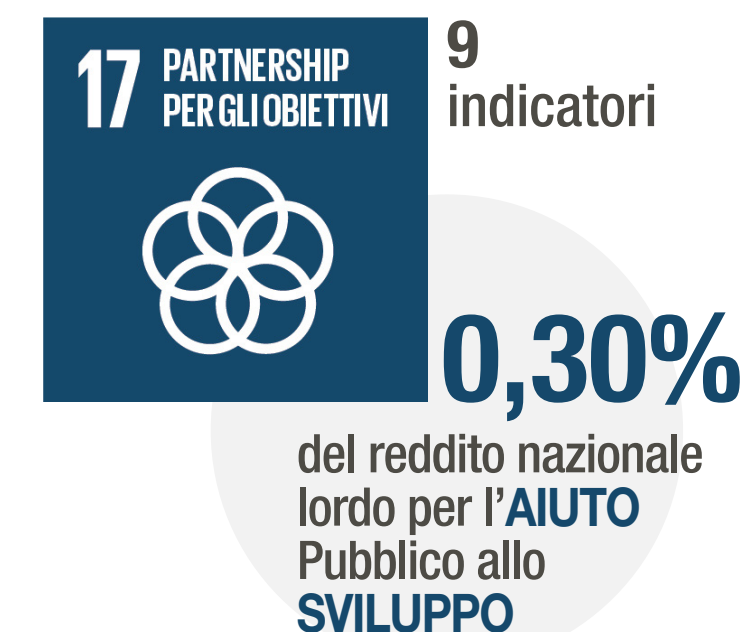 17 PARTNERSHIP
PER GLI OBIETTIVI
9
indicatori
0,30%
del reddito nazionale
lordo per l’AIUTO
Pubblico allo
SVILUPPO